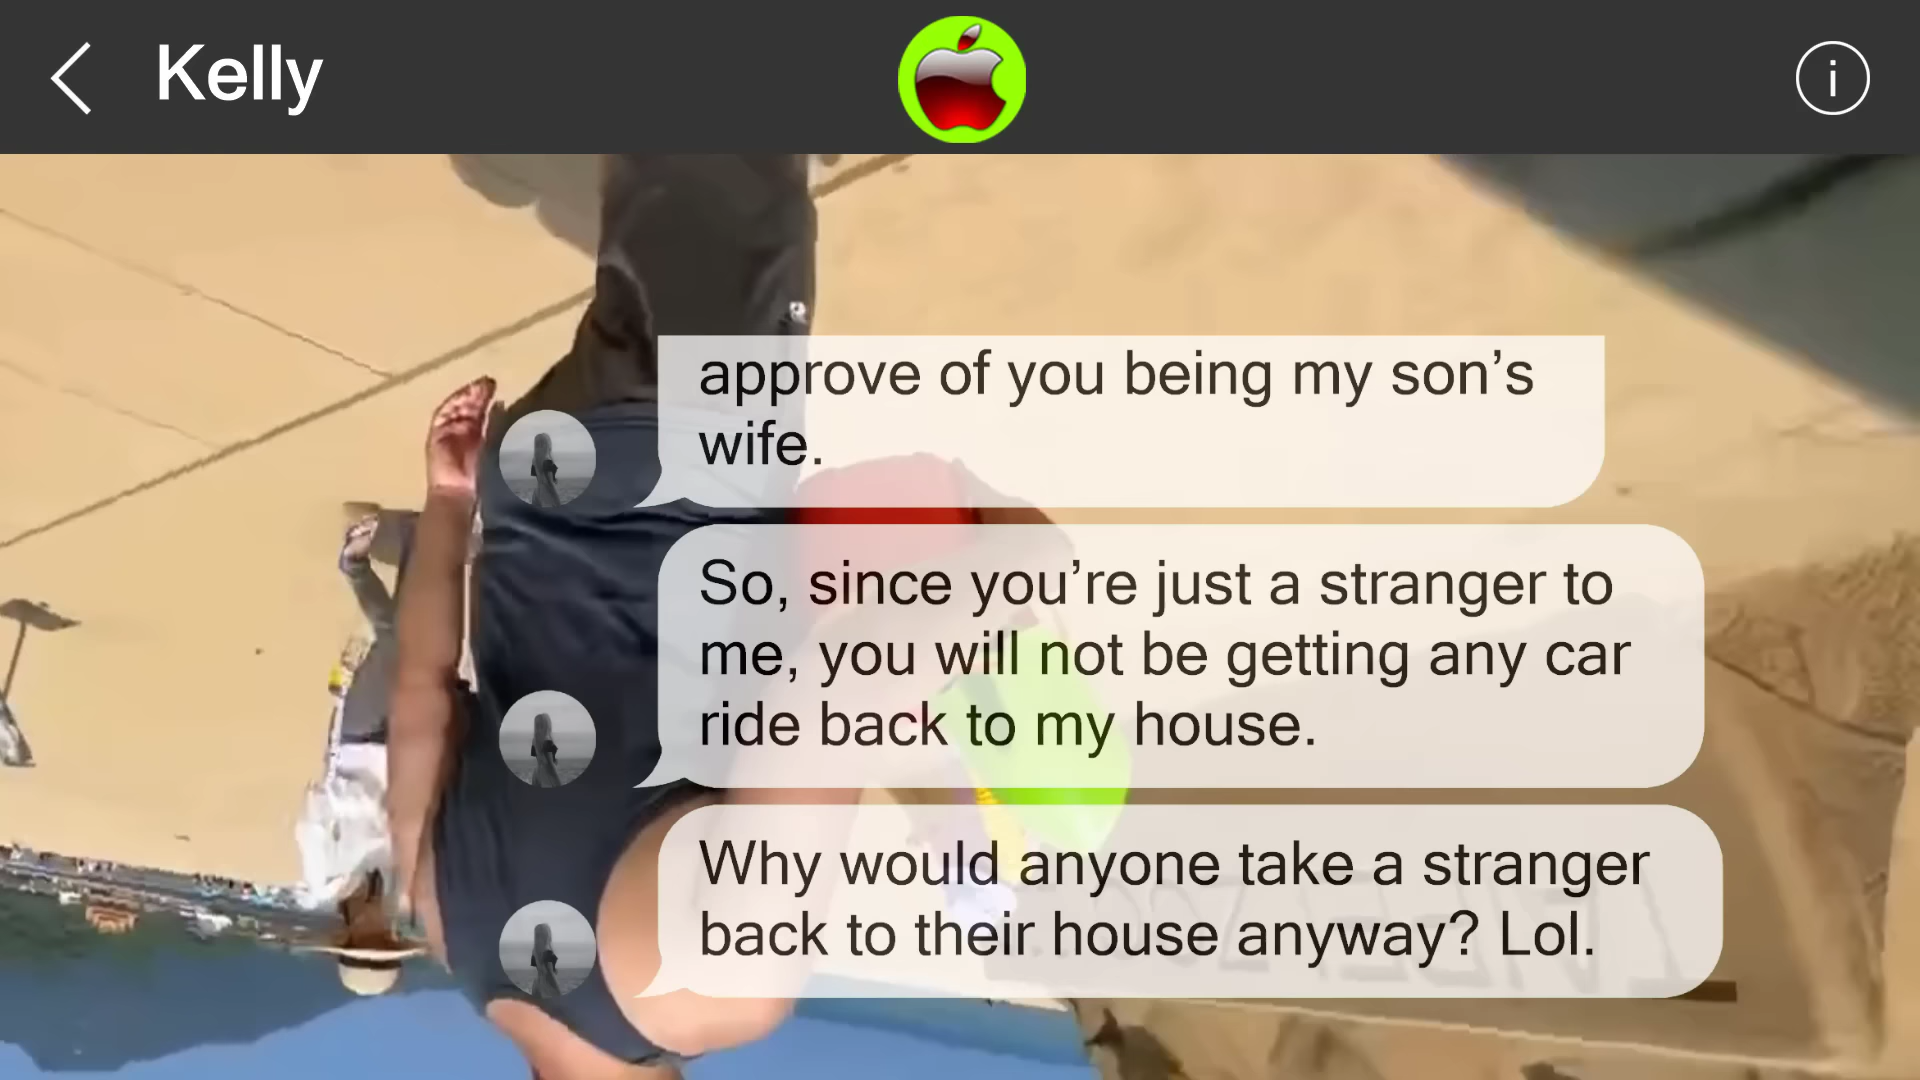 Kelly
i
approve of you being my son’s
wife.
So, since you’re just a stranger to
me, you will not be getting any car
ride back to my house.
Why would anyone take a stranger
back to their house anyway? Lol.